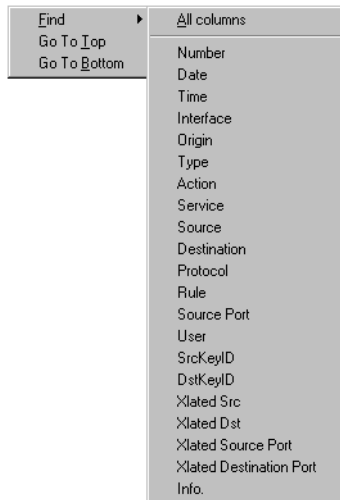 Find
Go To Top
Go To Bottom
All columns
Number
Date
Time
Interface
Origin
Type
Action
Service
Source
Destination
Protocol
Rule
Source Port
User
SrcKeyID
DstKeyID
Xlated Src
Xlated Dst
Xlated Source Port
Xlated Destination Port
Info.